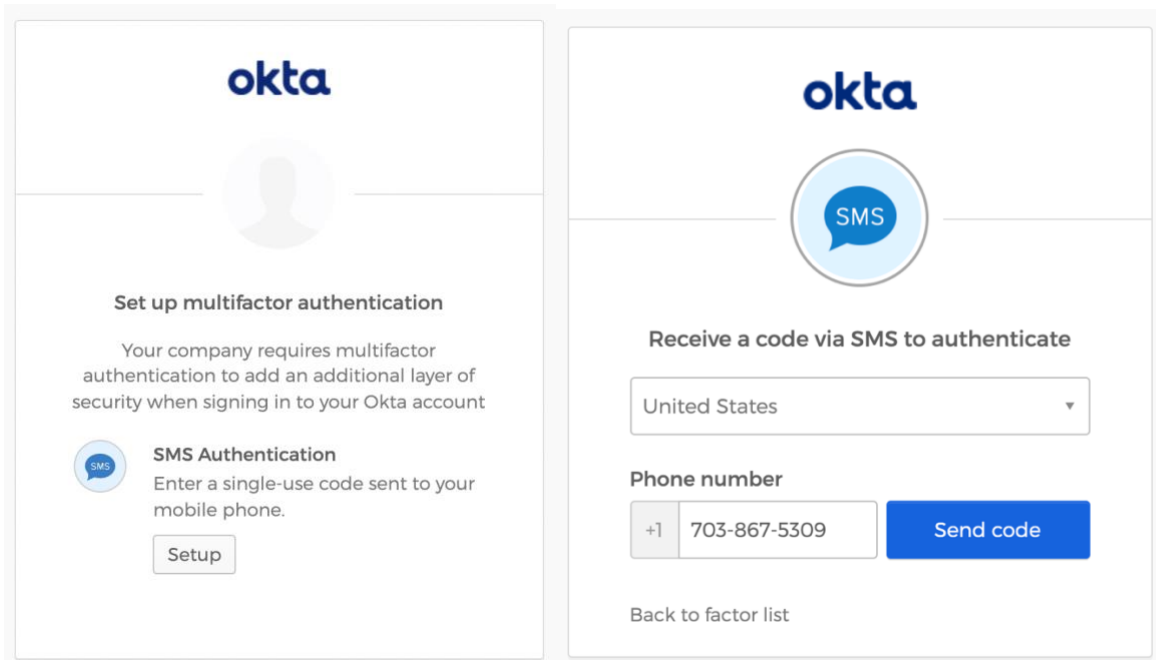 okta
Set up multifactor authentication
Your company requires multifactor
authentication to add an additional layer of
security when signing in to your Okta account
SMS
SMS Authentication
Enter a single-use code sent to your
mobile phone.
Setup
okta
SMS
Receive a code via SMS to authenticate
United States
Phone number
+1 703-867-5309 Send code
Back to factor list